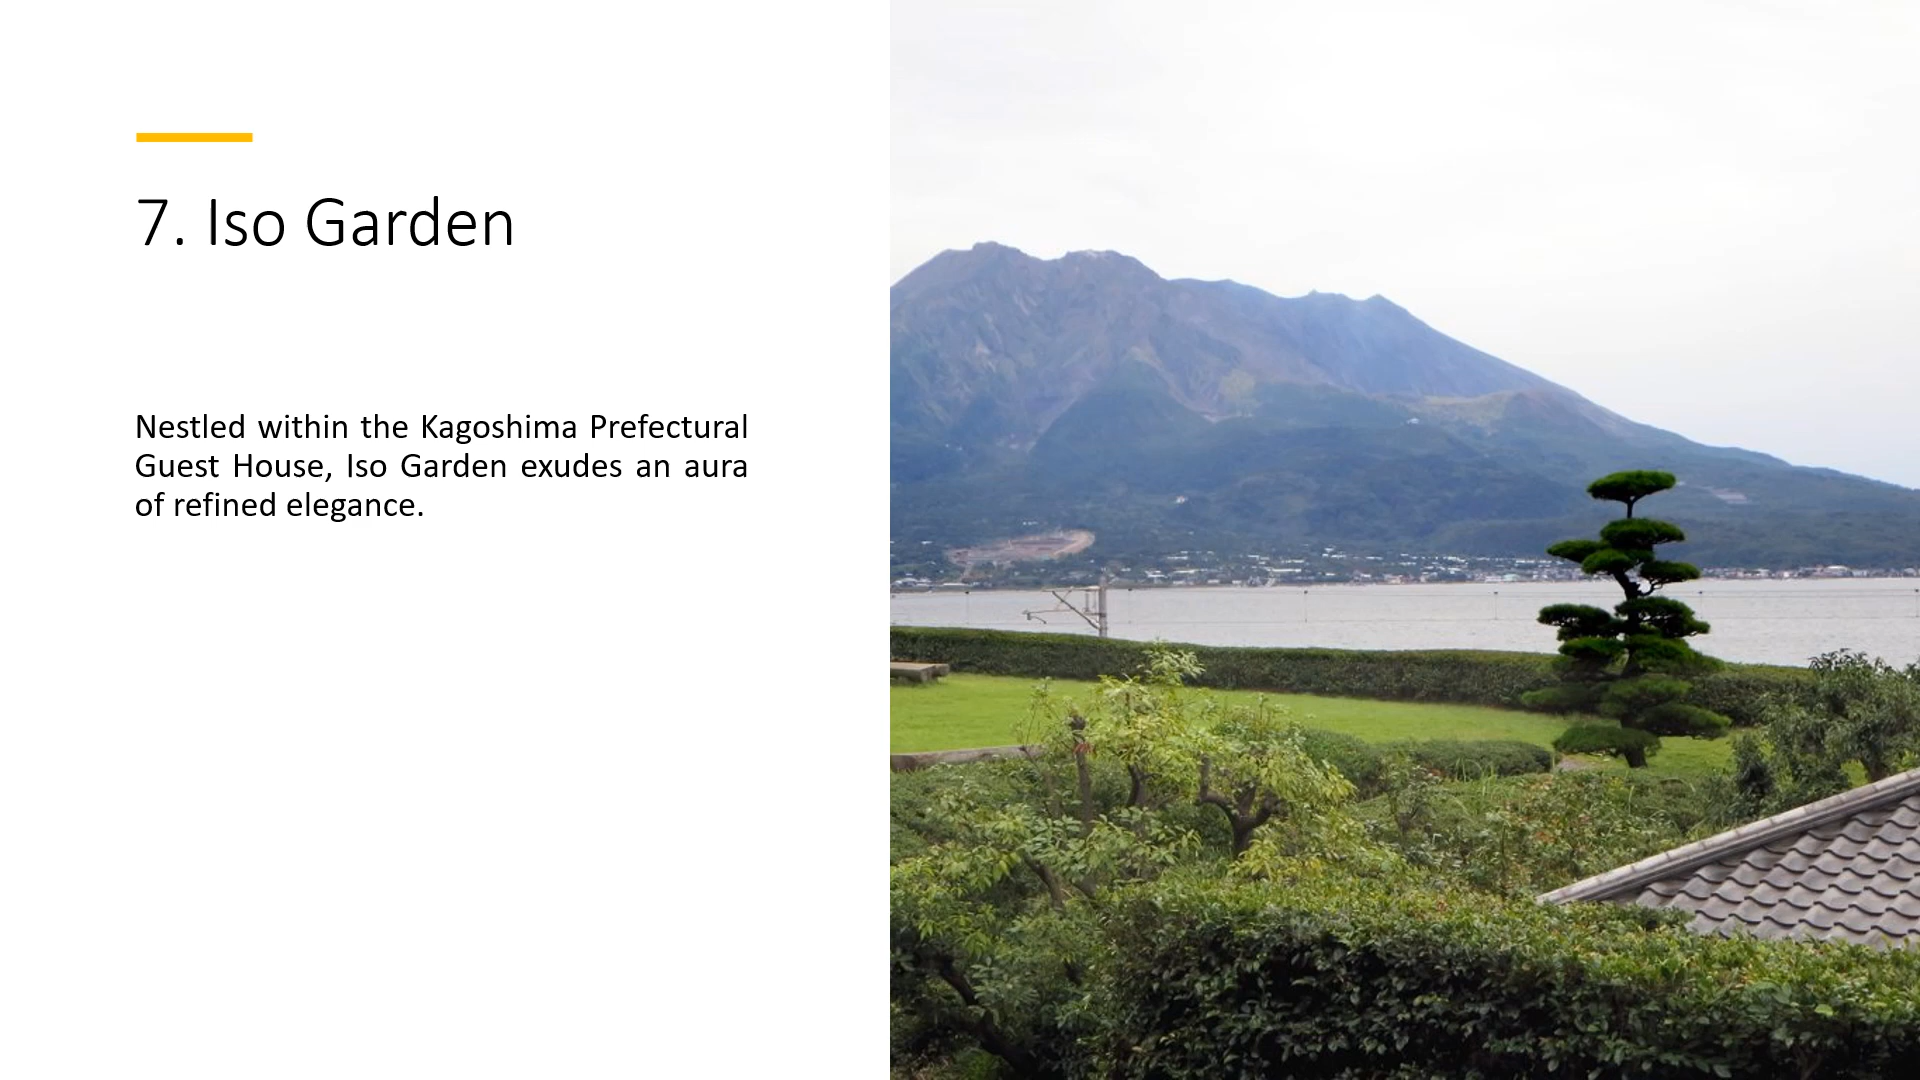 7. Iso Garden
Nestled within the Kagoshima Prefectural
Guest House, Iso Garden exudes an aura
of refined elegance.